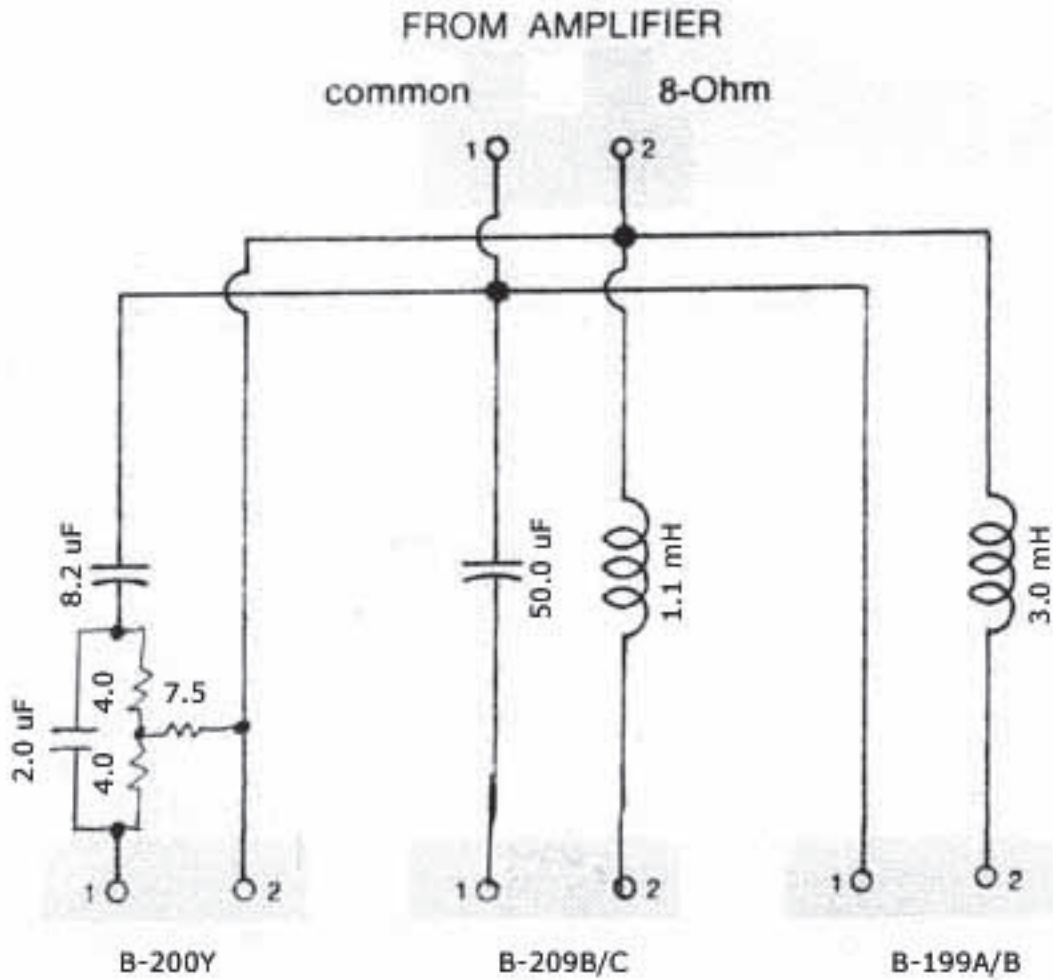 FROM AMPLIFIER
common 8-Ohm
1 2
8.2 uF
50.0 uF
1.1 mH
3.0 mH
4.0
7.5
2.0 uF
4.0
1 2
1 2
1 2
B-200Y
B-209B/C
B-199A/B